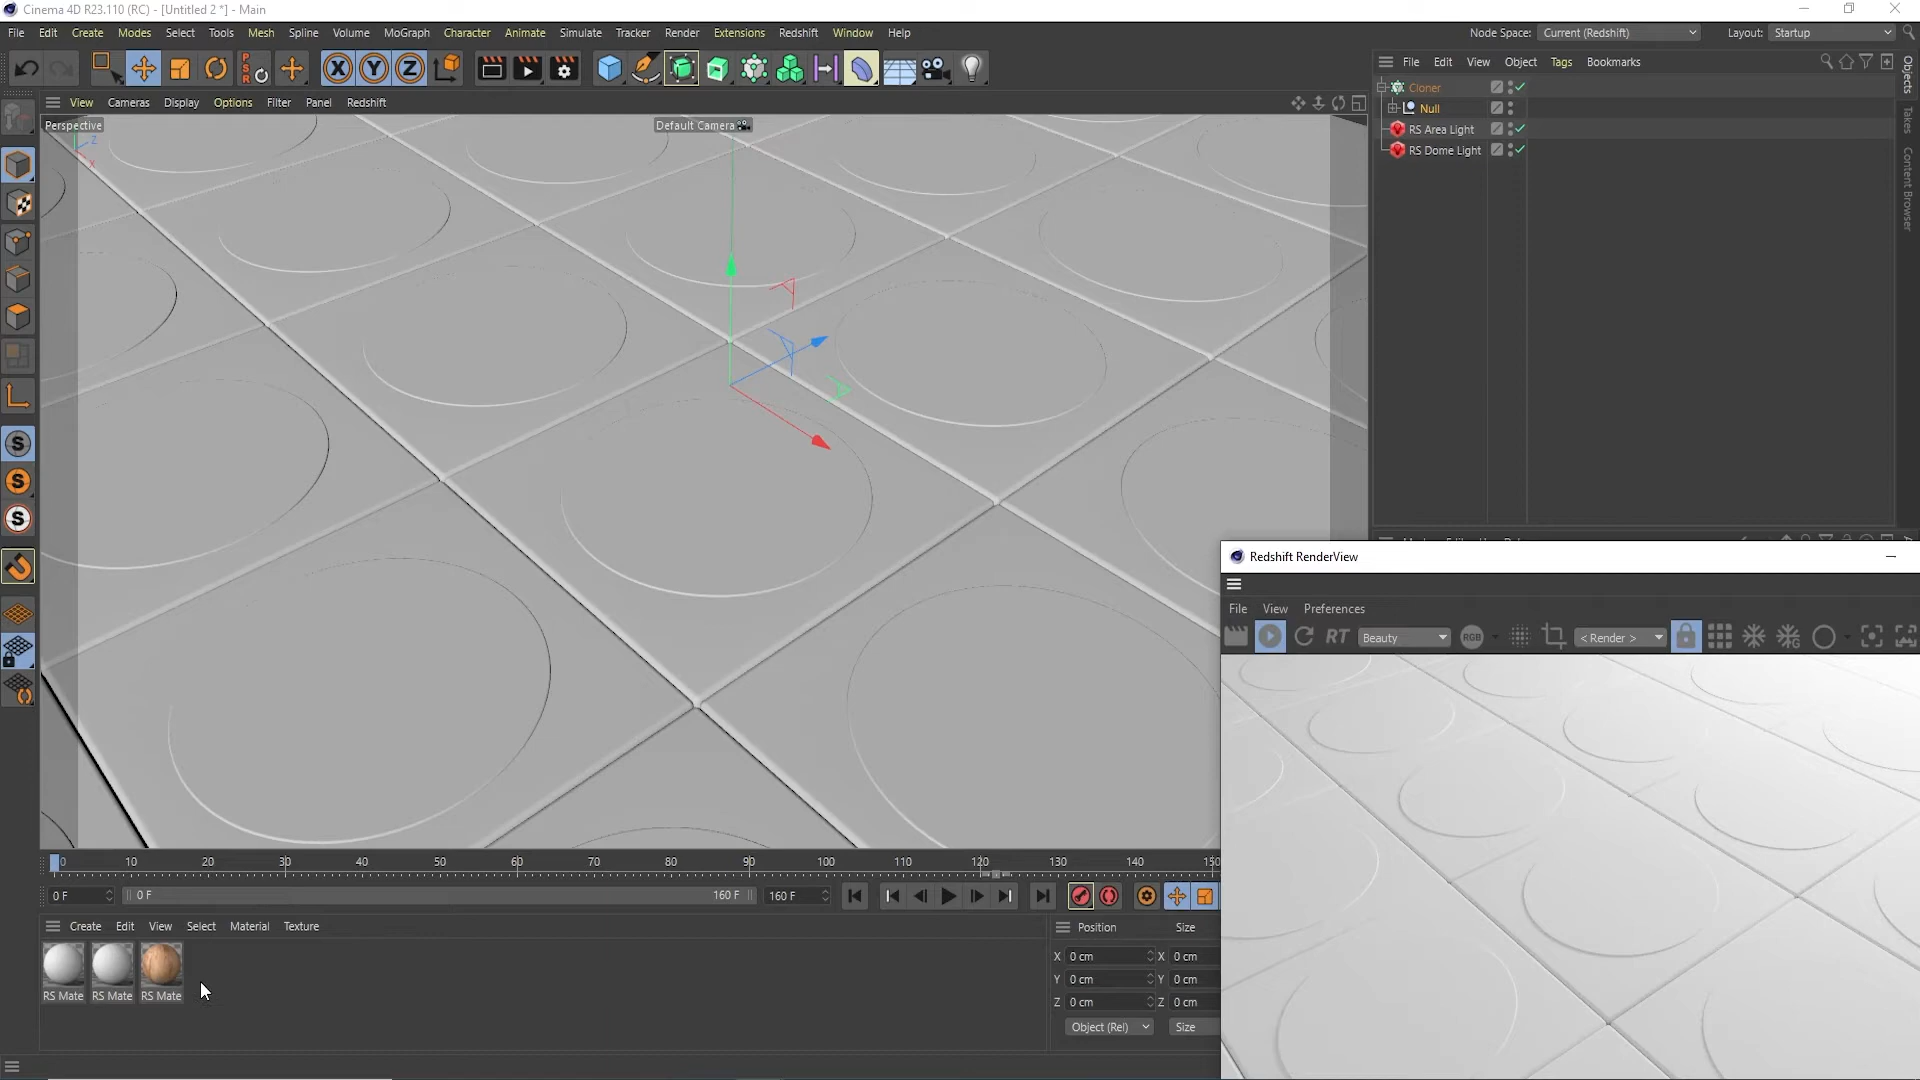 Cinema 4D R23.110 (RC) - [Untitled 2 *] - Main
File Edit Create Modes Select Tools Mesh Spline Volume MoGraph Character Animate Simulate Tracker Render Extensions Redshift Window Help
Node Space: Current (Redshift) Layout: Startup
PSR X Y Z
File Edit View Object Tags Bookmarks
View Cameras Display Options Filter Panel Redshift
Cloner
Null
RS Area Light
RS Dome Light
Objects
Takes
Content Browser
Perspective
Default Camera
Z
X
S
S
S
Redshift RenderView
File View Preferences
RT Beauty RGB < Render >
0 10 20 30 40 50 60 70 80 90 100 110 120 130 140 150
0 F 0 F 160 F 160 F
Create Edit View Select Material Texture
Position Size
RS Mate RS Mate RS Mate
X 0 cm X 0 cm
Y 0 cm Y 0 cm
Z 0 cm Z 0 cm
Object (Rel) Size